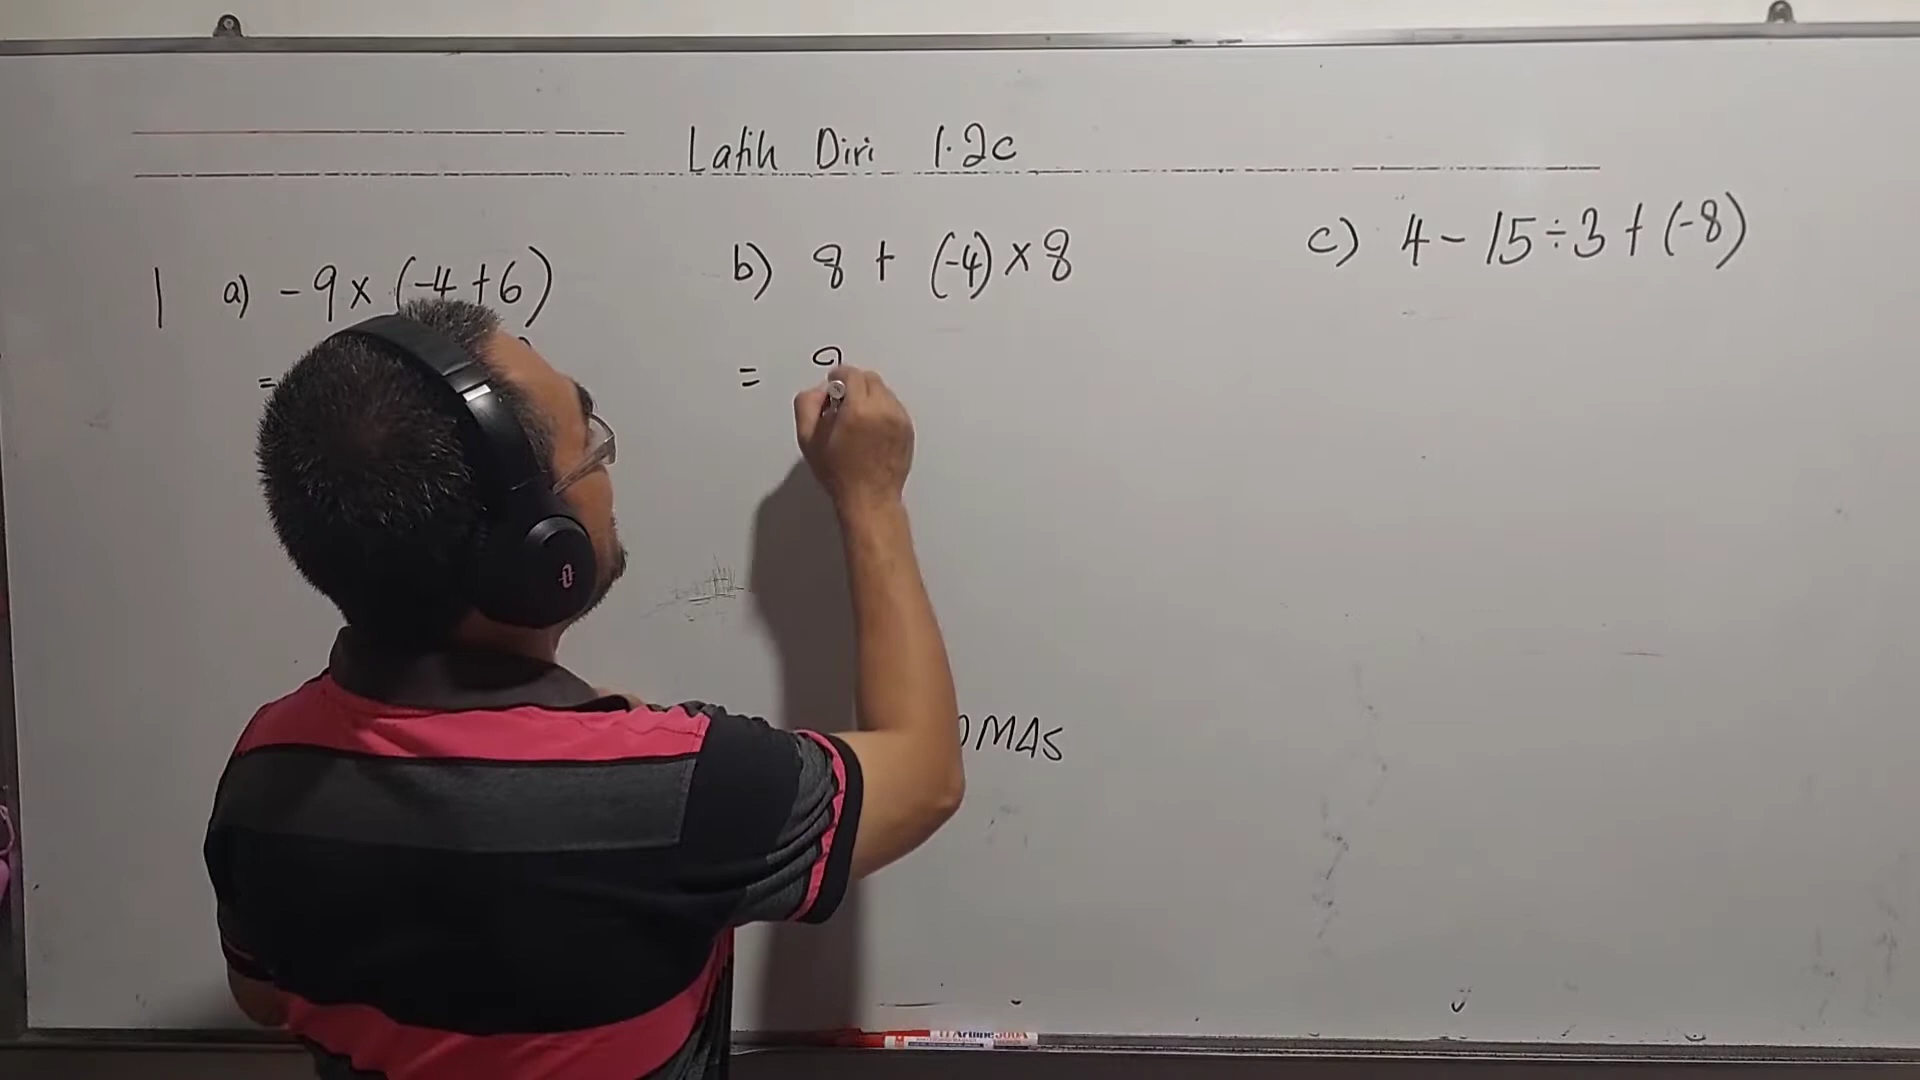 Latih Diri 1.2c
1 a) -9 × (-4 + 6)
=
b) 8 + (-4) × 8
= 8
c) 4 - 15 ÷ 3 + (-8)
OMAS